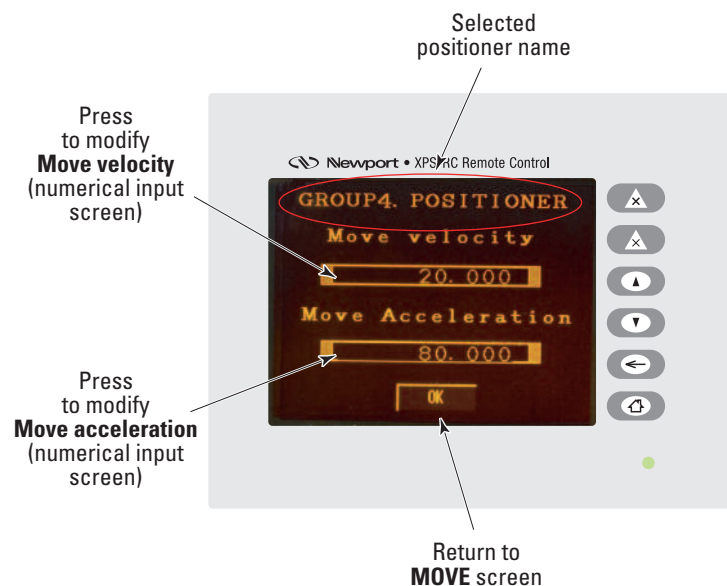 Selected
positioner name
Press
to modify
Move velocity
(numerical input
screen)
Newport • XPS-RC Remote Control
GROUP4. POSITIONER
Move velocity
20.000
Move Acceleration
80.000
OK
Press
to modify
Move acceleration
(numerical input
screen)
Return to
MOVE screen